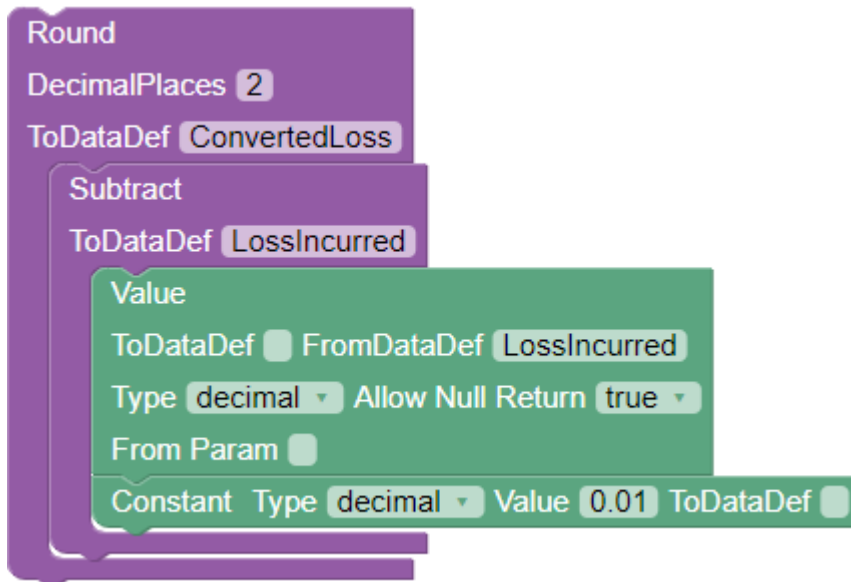 Round
DecimalPlaces 2
ToDataDef ConvertedLoss
Subtract
ToDataDef LossIncurred
Value
ToDataDef FromDataDef LossIncurred
Type decimal Allow Null Return true
From Param
Constant Type decimal Value 0.01 ToDataDef